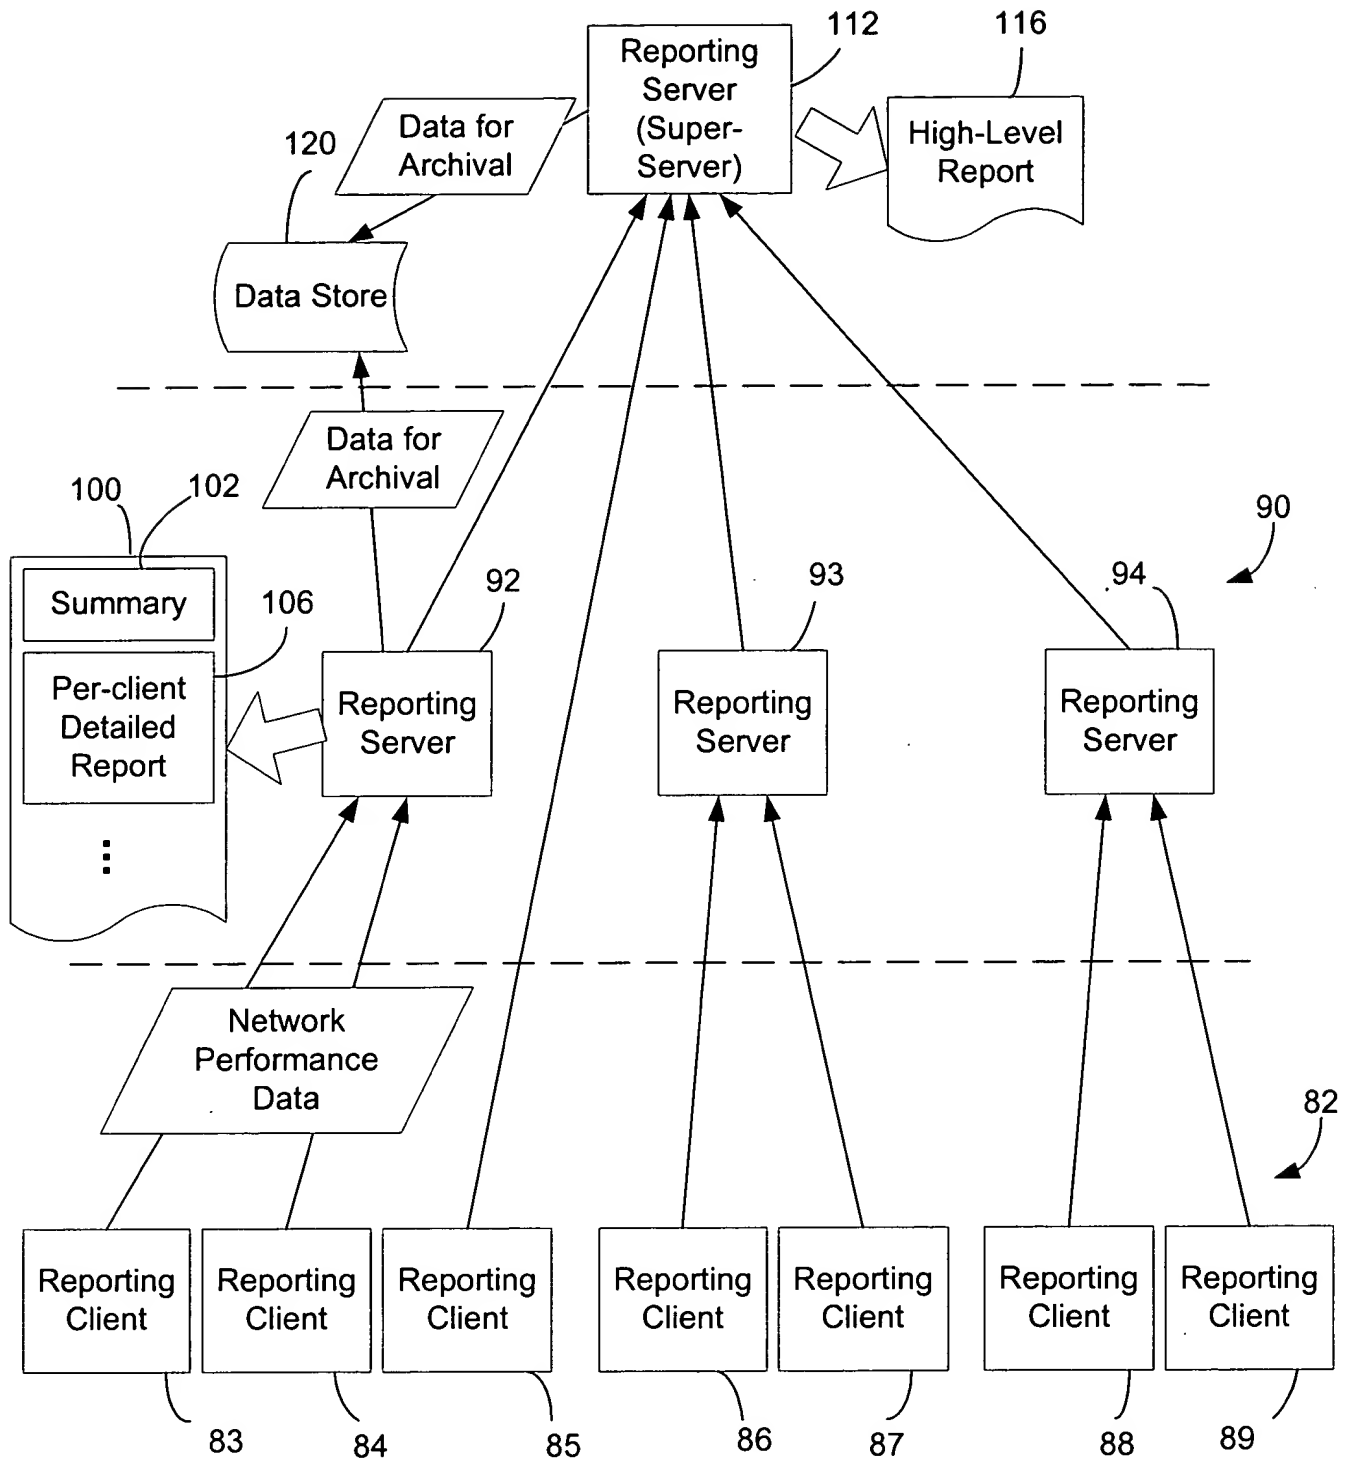 112
116
Reporting
Server
(Super-
Server)
High-Level
Report
Data for
Archival
120
Data Store
Data for
Archival
100
102
90
Summary
106
92
93
94
Per-client
Detailed
Report
Reporting
Server
Reporting
Server
Reporting
Server
Network
Performance
Data
82
Reporting
Client
Reporting
Client
Reporting
Client
Reporting
Client
Reporting
Client
Reporting
Client
Reporting
Client
83
84
85
86
87
88
89